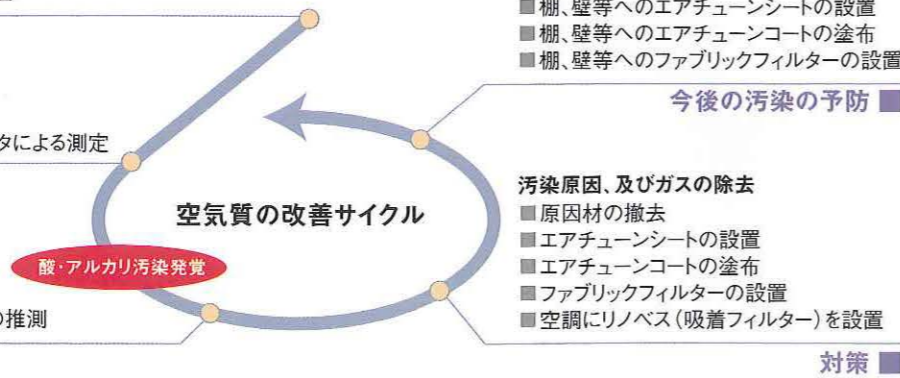 ■棚、壁等へのエアチューンシートの設置
■棚、壁等へのエアチューンコートの塗布
■棚、壁等へのファブリックフィルターの設置
今後の汚染の予防■
タによる測定
空気質の改善サイクル
酸・アルカリ汚染発覚
の推測
汚染原因、及びガスの除去
■原因材の撤去
■エアチューンシートの設置
■エアチューンコートの塗布
■ファブリックフィルターの設置
■空調にリノベス（吸着フィルター）を設置
対策■